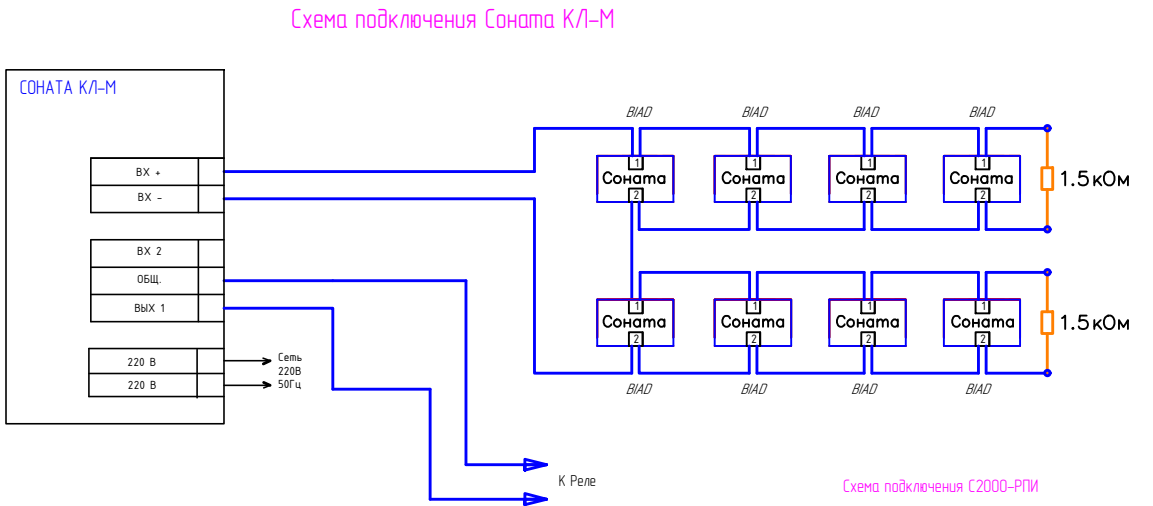 Схема подключения Соната КЛ-М
СОНАТА КЛ-М
ВХ +
ВХ -
ВХ 2
ОБЩ.
ВЫХ 1
220 В
220 В
Сеть
220В
50Гц
BIAD BIAD BIAD BIAD
1 1 1 1
Соната Соната Соната Соната
2 2 2 2
1.5кОм
1 1 1 1
Соната Соната Соната Соната
2 2 2 2
1.5кОм
BIAD BIAD BIAD BIAD
К Реле
Схема подключения С2000-РПИ